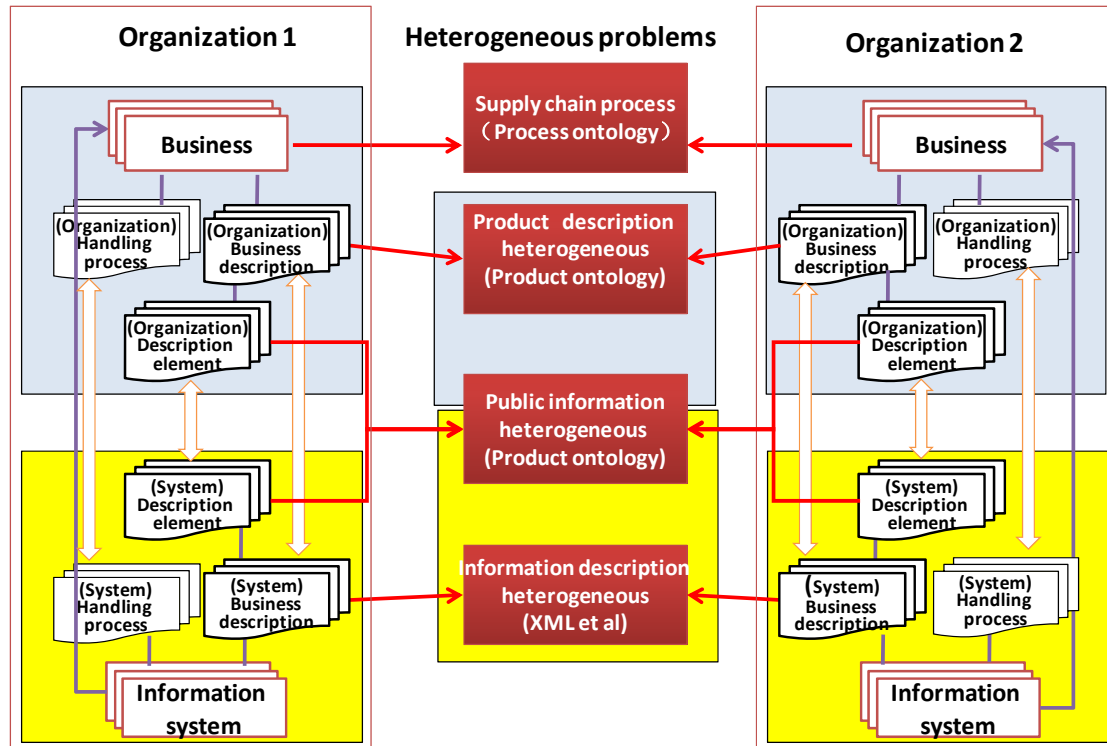 Organization 1
Heterogeneous problems
Organization 2
Business
(Organization)
Handling
process
(Organization)
Business
description
(Organization)
Description
element
(System)
Description
element
(System)
Handling
process
(System)
Business
description
Information
system
Supply chain process
（Process ontology）
Product description
heterogeneous
(Product ontology)
Public information
heterogeneous
(Product ontology)
Information description
heterogeneous
(XML et al)
Business
(Organization)
Business
description
(Organization)
Handling
process
(Organization)
Description
element
(System)
Description
element
(System)
Business
description
(System)
Handling
process
Information
system